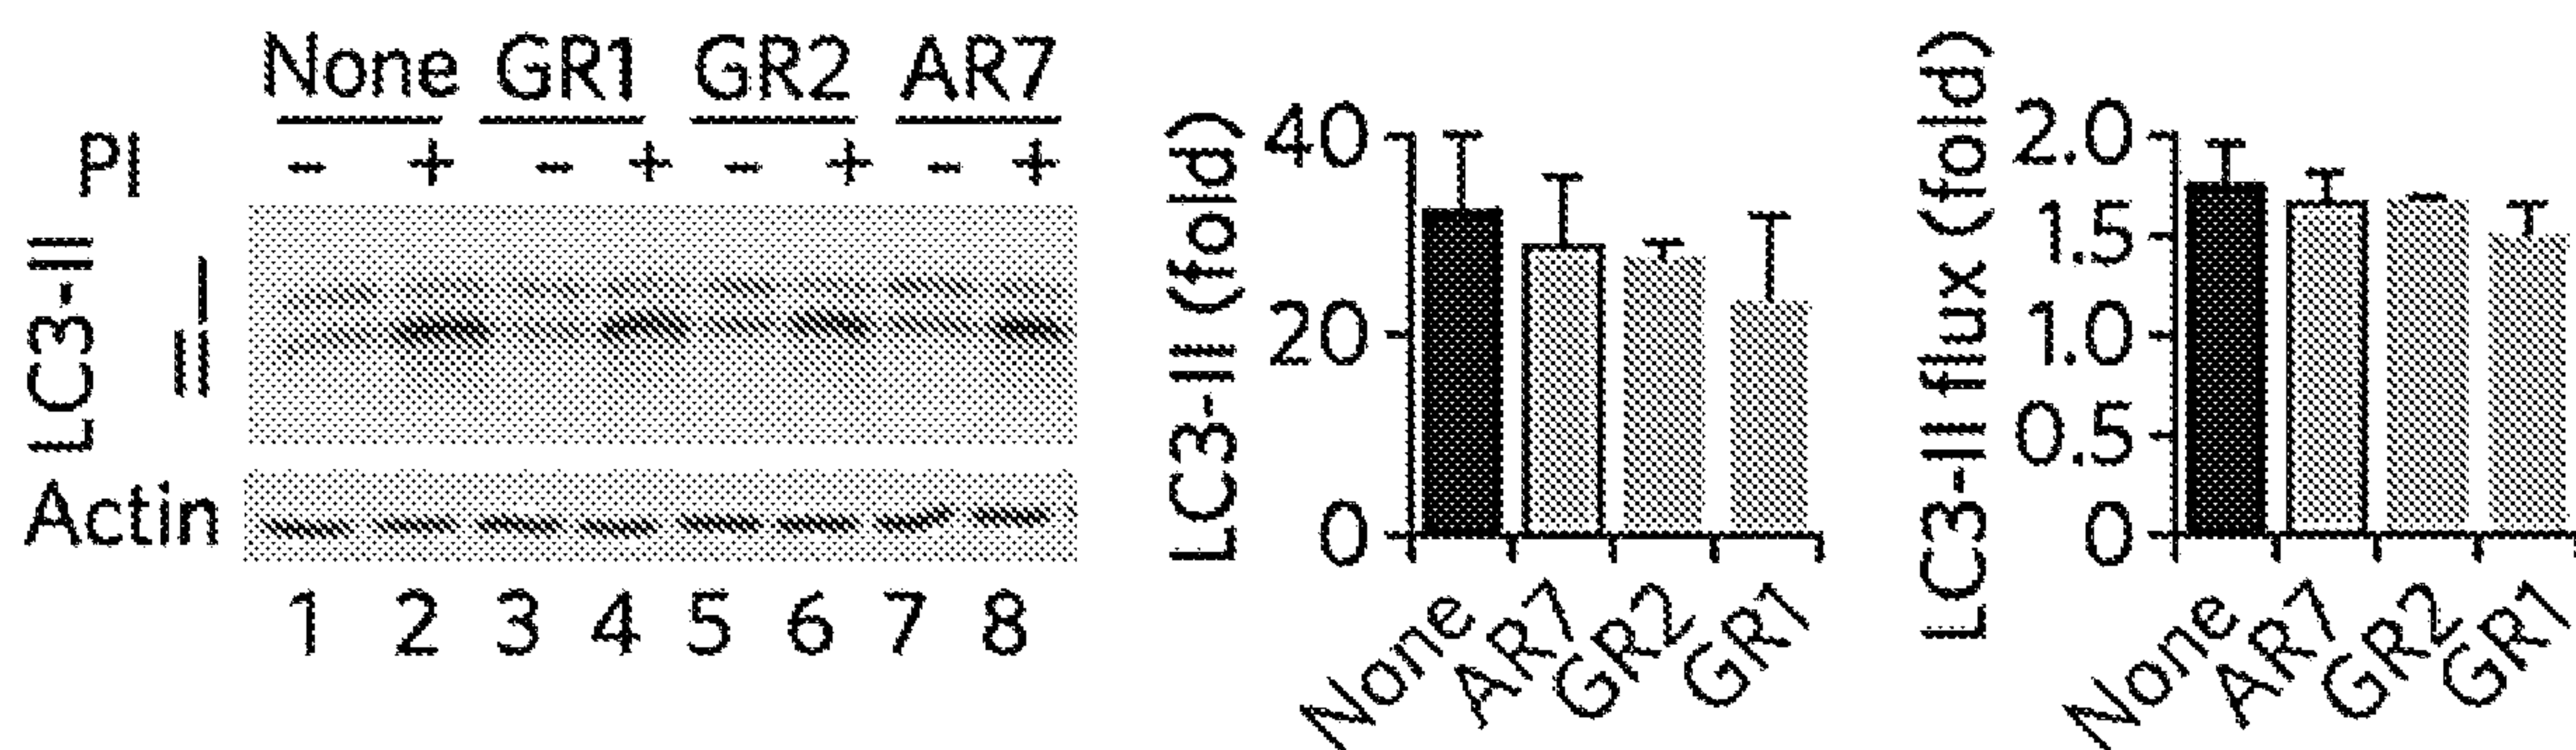 None GR1 GR2 AR7
PI - + - + - + - +
LC3-II
I
II
Actin
1 2 3 4 5 6 7 8
LC3-II (fold)
40
20
0
None AR7 GR2 GR1
LC3-II flux (fold)
2.0
1.5
1.0
0.5
0
None AR7 GR2 GR1